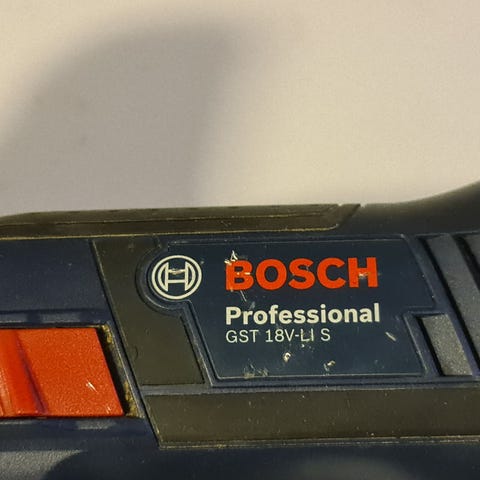 BOSCH
Professional
GST 18V-LI S